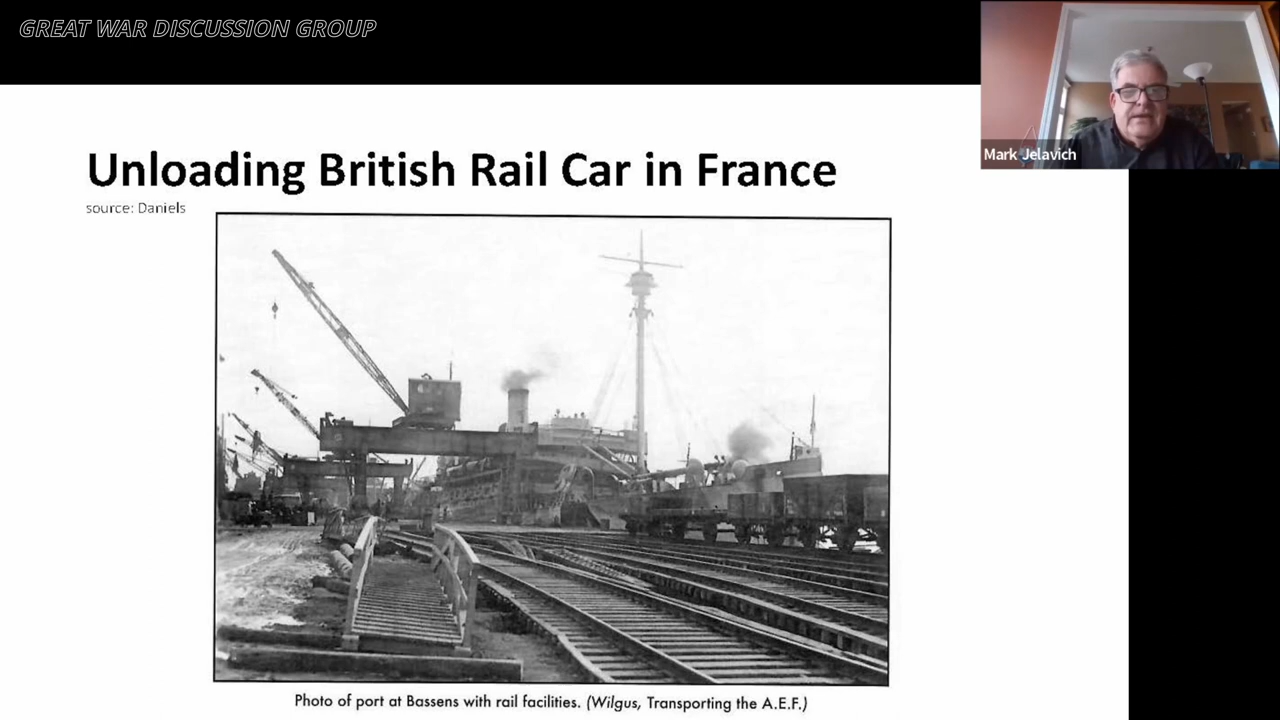 GREAT WAR DISCUSSION GROUP
Mark Jelavich
Unloading British Rail Car in France
source: Daniels
Photo of port at Bassens with rail facilities. (Wilgus, Transporting the A.E.F.)